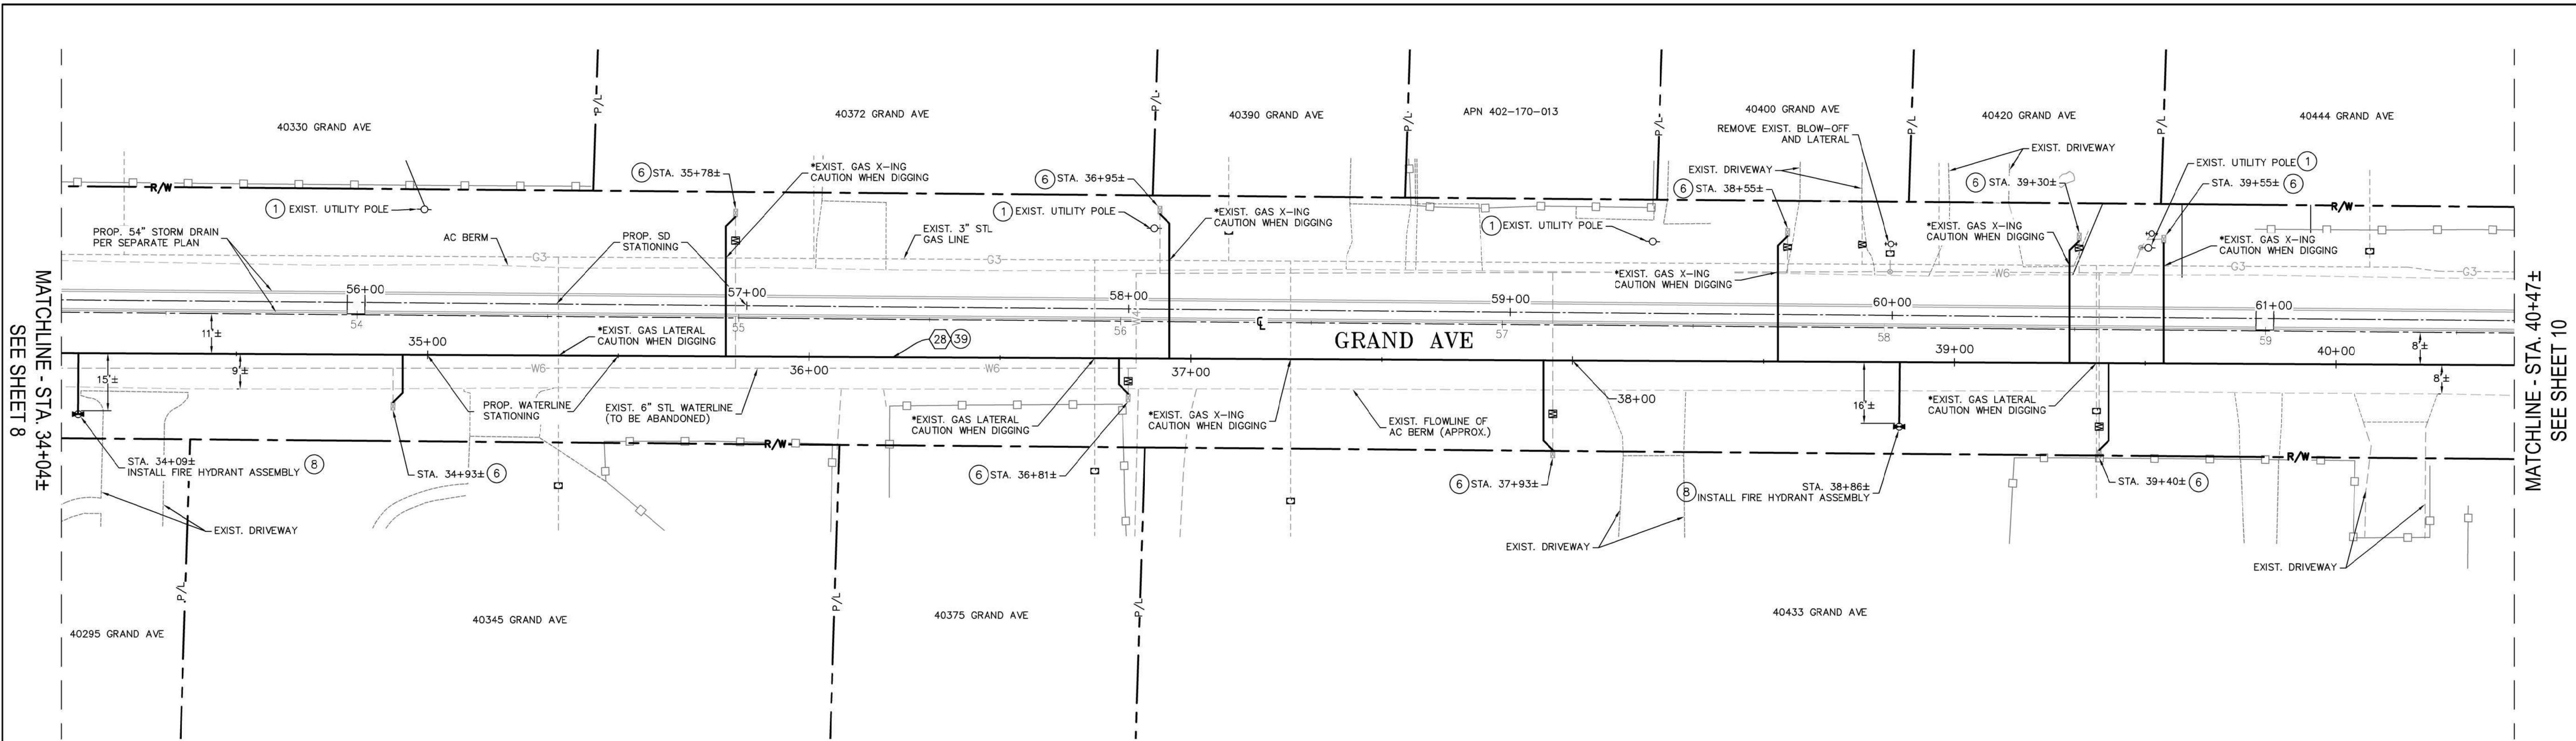 40330 GRAND AVE
40372 GRAND AVE
40390 GRAND AVE
APN 402-170-013
40400 GRAND AVE
40420 GRAND AVE
40444 GRAND AVE
P/L
P/L
P/L
P/L
P/L
P/L
REMOVE EXIST. BLOW-OFF
AND LATERAL
EXIST. DRIVEWAY
EXIST. DRIVEWAY
R/W
R/W
6 STA. 35+78±
*EXIST. GAS X-ING
CAUTION WHEN DIGGING
6 STA. 36+95±
6 STA. 38+55±
6 STA. 39+30±
EXIST. UTILITY POLE 1
STA. 39+55± 6
1 EXIST. UTILITY POLE
1 EXIST. UTILITY POLE
*EXIST. GAS X-ING
CAUTION WHEN DIGGING
1 EXIST. UTILITY POLE
*EXIST. GAS X-ING
CAUTION WHEN DIGGING
*EXIST. GAS X-ING
CAUTION WHEN DIGGING
PROP. 54" STORM DRAIN
PER SEPARATE PLAN
AC BERM
PROP. SD
STATIONING
EXIST. 3" STL
GAS LINE
*EXIST. GAS X-ING
CAUTION WHEN DIGGING
G3
G3
W6
G3
G3
56+00
57+00
58+00
59+00
60+00
61+00
54
55
56
57
58
59
W4
11'±
*EXIST. GAS LATERAL
CAUTION WHEN DIGGING
28 39
℄
GRAND AVE
35+00
36+00
37+00
38+00
39+00
40+00
8'±
8'±
15'±
9'±
16'±
W6
W6
PROP. WATERLINE
STATIONING
EXIST. 6" STL WATERLINE
(TO BE ABANDONED)
*EXIST. GAS LATERAL
CAUTION WHEN DIGGING
*EXIST. GAS X-ING
CAUTION WHEN DIGGING
EXIST. FLOWLINE OF
AC BERM (APPROX.)
*EXIST. GAS LATERAL
CAUTION WHEN DIGGING
R/W
R/W
STA. 34+09±
INSTALL FIRE HYDRANT ASSEMBLY 8
STA. 34+93± 6
6 STA. 36+81±
6 STA. 37+93±
8 STA. 38+86±
INSTALL FIRE HYDRANT ASSEMBLY
STA. 39+40± 6
EXIST. DRIVEWAY
EXIST. DRIVEWAY
EXIST. DRIVEWAY
P/L
P/L
P/L
40295 GRAND AVE
40345 GRAND AVE
40375 GRAND AVE
40433 GRAND AVE
MATCHLINE - STA. 34+04±
SEE SHEET 8
MATCHLINE - STA. 40+47±
SEE SHEET 10